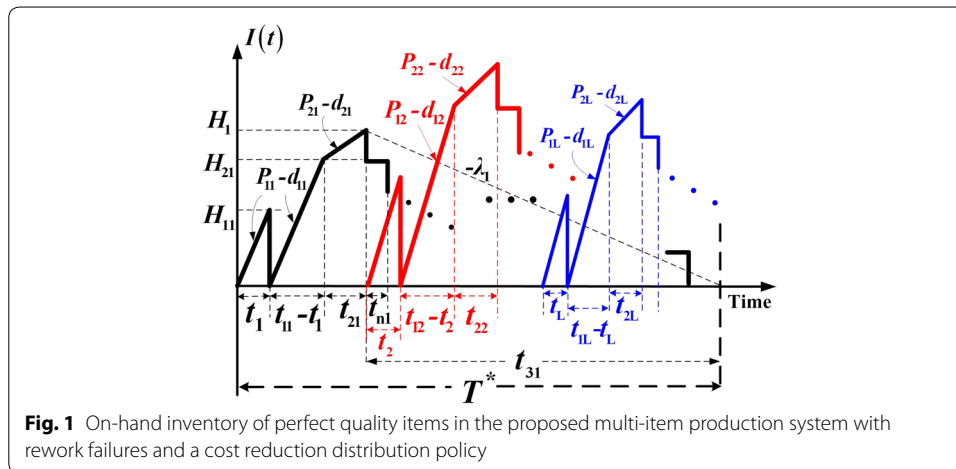 I(t)
P₂₂-d₂₂
P₂₁-d₂₁
P₂L-d₂L
H₁
P₁₂-d₁₂
P₁L-d₁L
H₂₁
-λ₁
P₁₁-d₁₁
H₁₁
Time
t₁ t₁₁-t₁ t₂₁ tₙ₁ t₁₂-t₂ t₂₂ t_L t₂L
t₂ t₁L-t_L
t₃₁
T*
Fig. 1 On-hand inventory of perfect quality items in the proposed multi-item production system with
rework failures and a cost reduction distribution policy